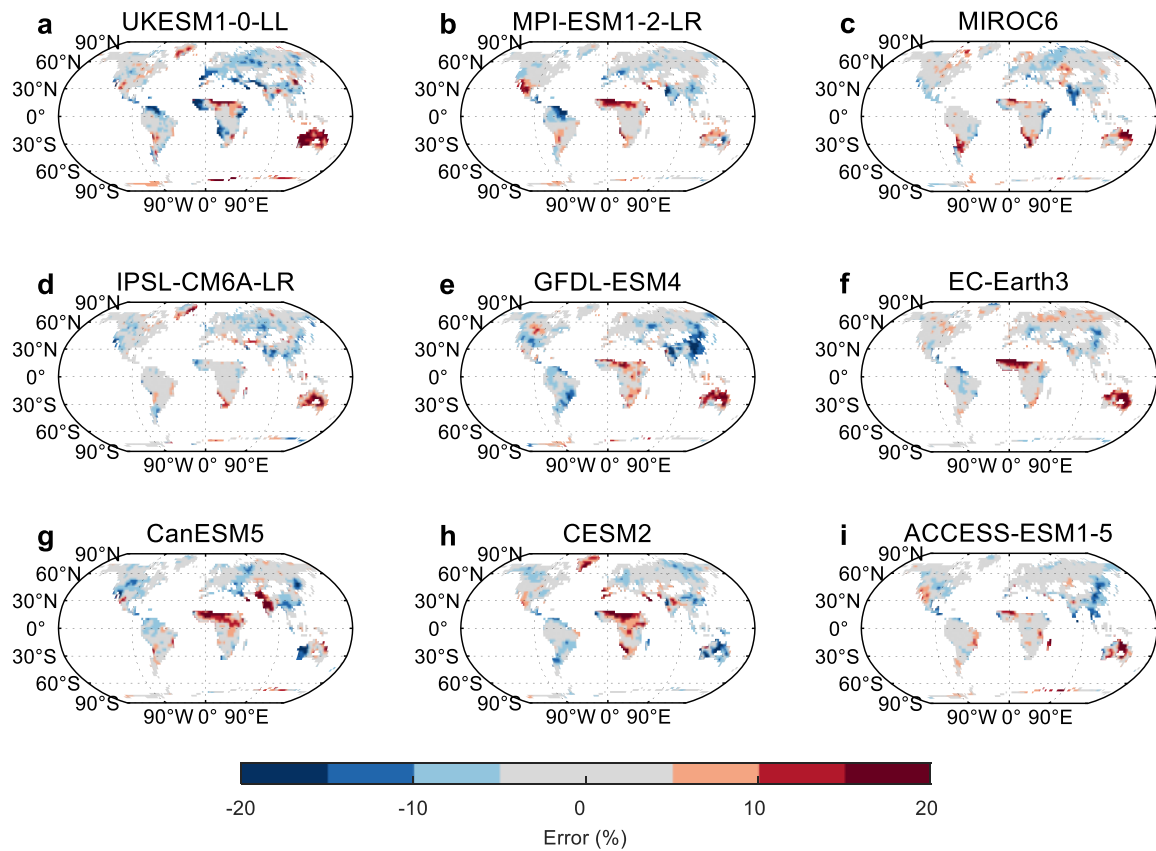 a UKESM1-0-LL
90°N
60°N
30°N
0°
30°S
60°S
90°S
90°W 0° 90°E
b MPI-ESM1-2-LR
90°N
60°N
30°N
0°
30°S
60°S
90°S
90°W 0° 90°E
c MIROC6
90°N
60°N
30°N
0°
30°S
60°S
90°S
90°W 0° 90°E
d IPSL-CM6A-LR
90°N
60°N
30°N
0°
30°S
60°S
90°S
90°W 0° 90°E
e GFDL-ESM4
90°N
60°N
30°N
0°
30°S
60°S
90°S
90°W 0° 90°E
f EC-Earth3
90°N
60°N
30°N
0°
30°S
60°S
90°S
90°W 0° 90°E
g CanESM5
90°N
60°N
30°N
0°
30°S
60°S
90°S
90°W 0° 90°E
h CESM2
90°N
60°N
30°N
0°
30°S
60°S
90°S
90°W 0° 90°E
i ACCESS-ESM1-5
90°N
60°N
30°N
0°
30°S
60°S
90°S
90°W 0° 90°E
-20 -10 0 10 20
Error (%)